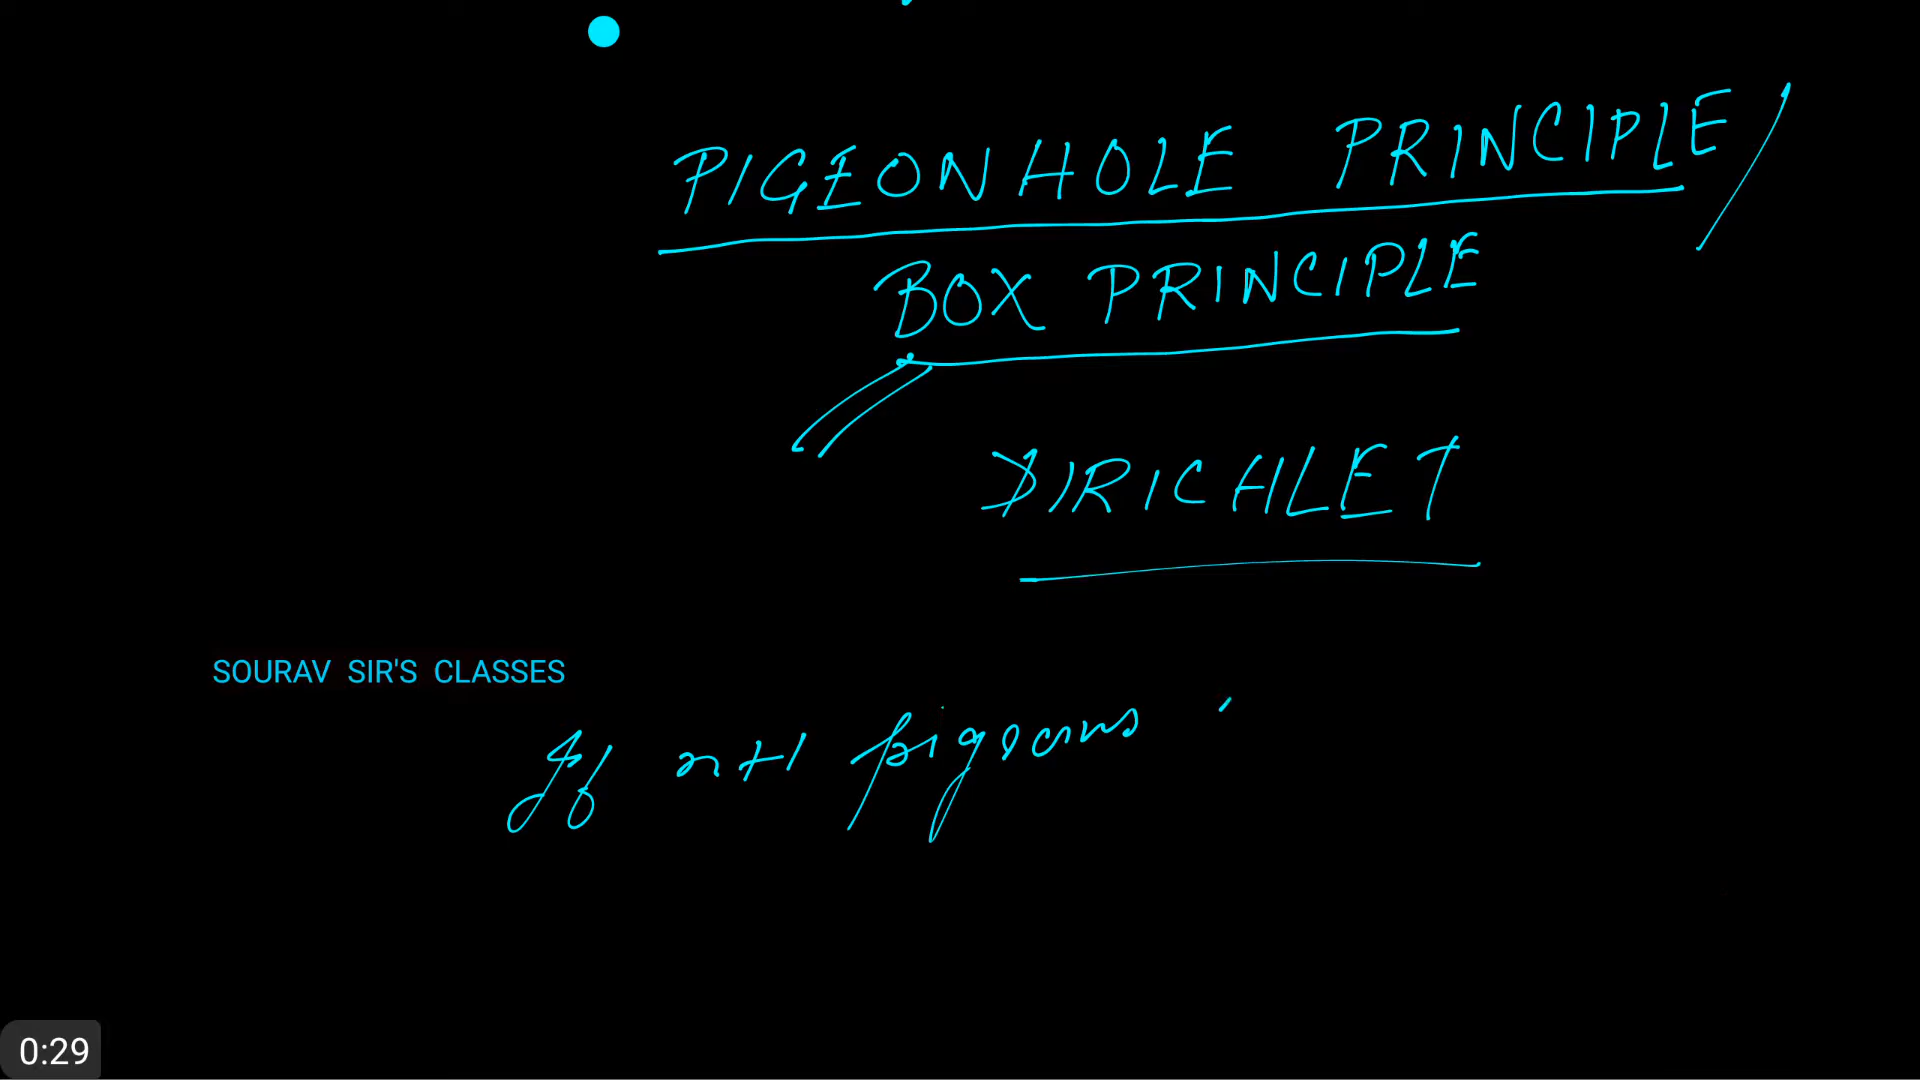 PIGEONHOLE PRINCIPLE/
BOX PRINCIPLE
DIRICHLET
SOURAV SIR'S CLASSES
If n+1 pigeons
0:29